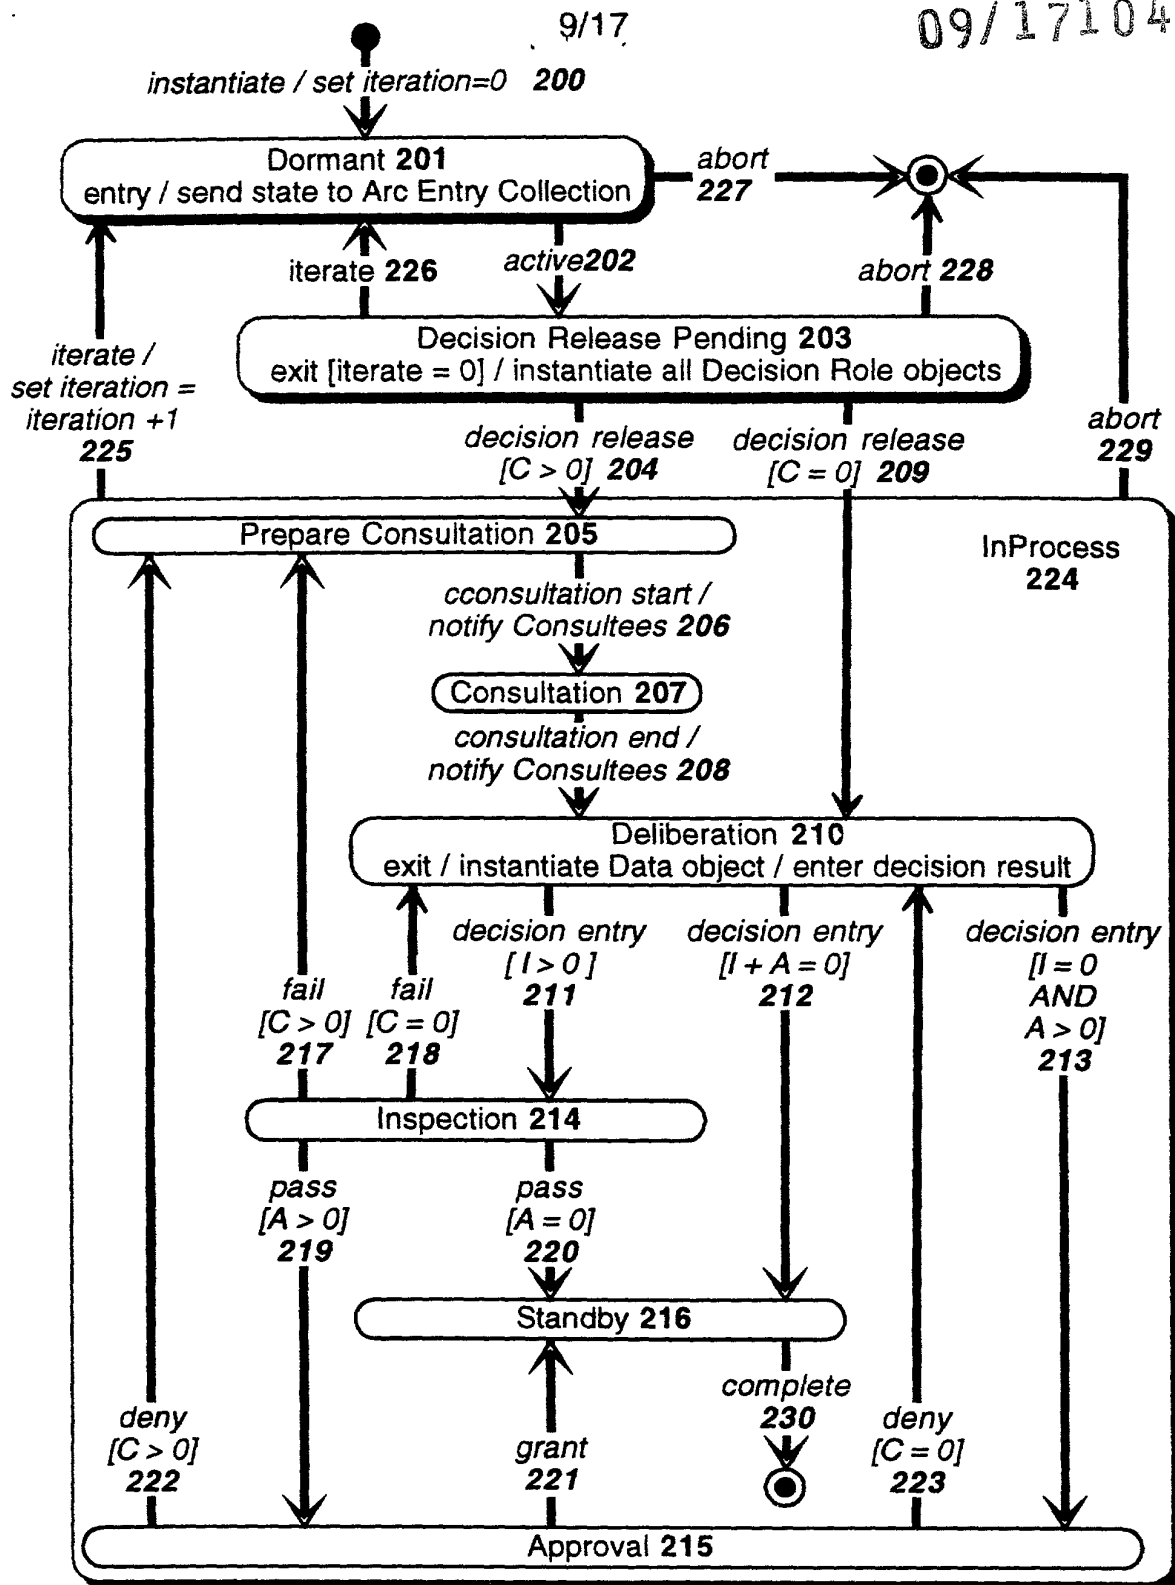 9/17
09/17104
instantiate / set iteration=0 200
Dormant 201
entry / send state to Arc Entry Collection
abort
227
iterate 226
active202
abort 228
Decision Release Pending 203
exit [iterate = 0] / instantiate all Decision Role objects
iterate /
set iteration =
iteration +1
225
decision release
[C > 0] 204
decision release
[C = 0] 209
abort
229
Prepare Consultation 205
InProcess
224
cconsultation start /
notify Consultees 206
Consultation 207
consultation end /
notify Consultees 208
Deliberation 210
exit / instantiate Data object / enter decision result
decision entry
[ I > 0 ]
211
decision entry
[I + A = 0]
212
decision entry
[I = 0
AND
A > 0]
213
fail
[C > 0]
217
fail
[C = 0]
218
Inspection 214
pass
[A > 0]
219
pass
[A = 0]
220
Standby 216
complete
230
deny
[C > 0]
222
grant
221
deny
[C = 0]
223
Approval 215